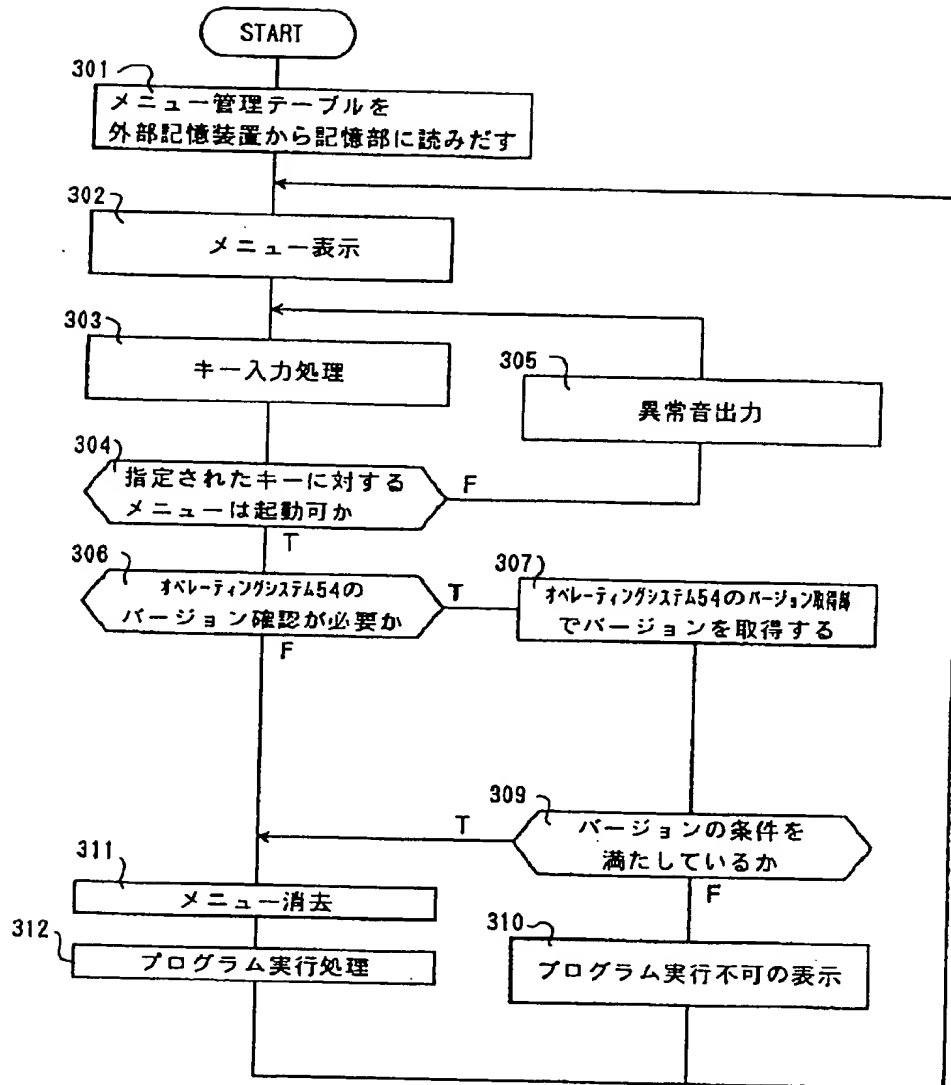 START
301
メニュー管理テーブルを
外部記憶装置から記憶部に読みだす
302
メニュー表示
303
キー入力処理
305
異常音出力
304
指定されたキーに対する
メニューは起動可か
F
T
306
オペレーティングシステム54の
バージョン確認が必要か
T
F
307
オペレーティングシステム54のバージョン取得部
でバージョンを取得する
309
バージョンの条件を
満たしているか
T
F
311
メニュー消去
312
プログラム実行処理
310
プログラム実行不可の表示